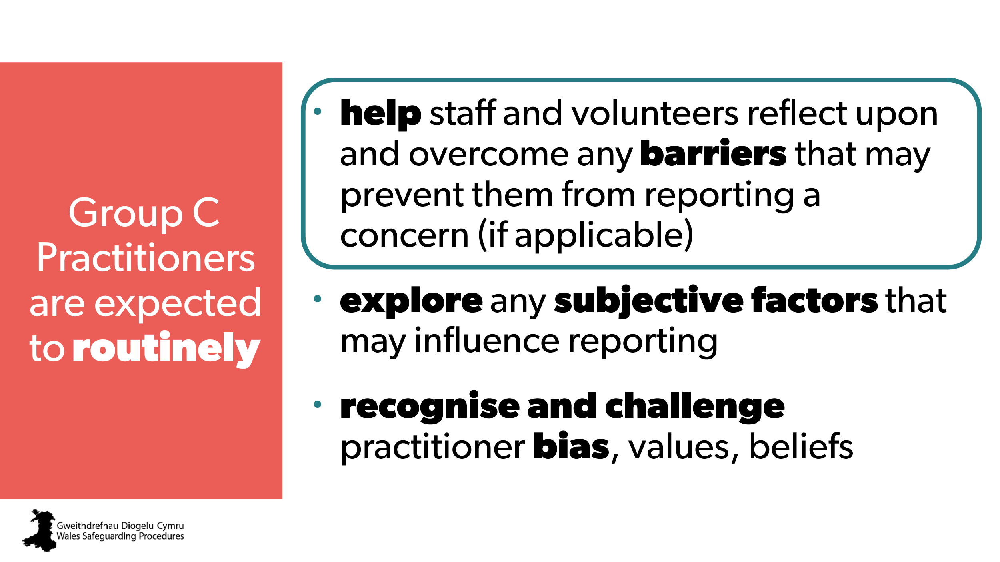 Group C
Practitioners
are expected
to routinely
• help staff and volunteers reflect upon
and overcome any barriers that may
prevent them from reporting a
concern (if applicable)
• explore any subjective factors that
may influence reporting
• recognise and challenge
practitioner bias, values, beliefs
Gweithdrefnau Diogelu Cymru
Wales Safeguarding Procedures